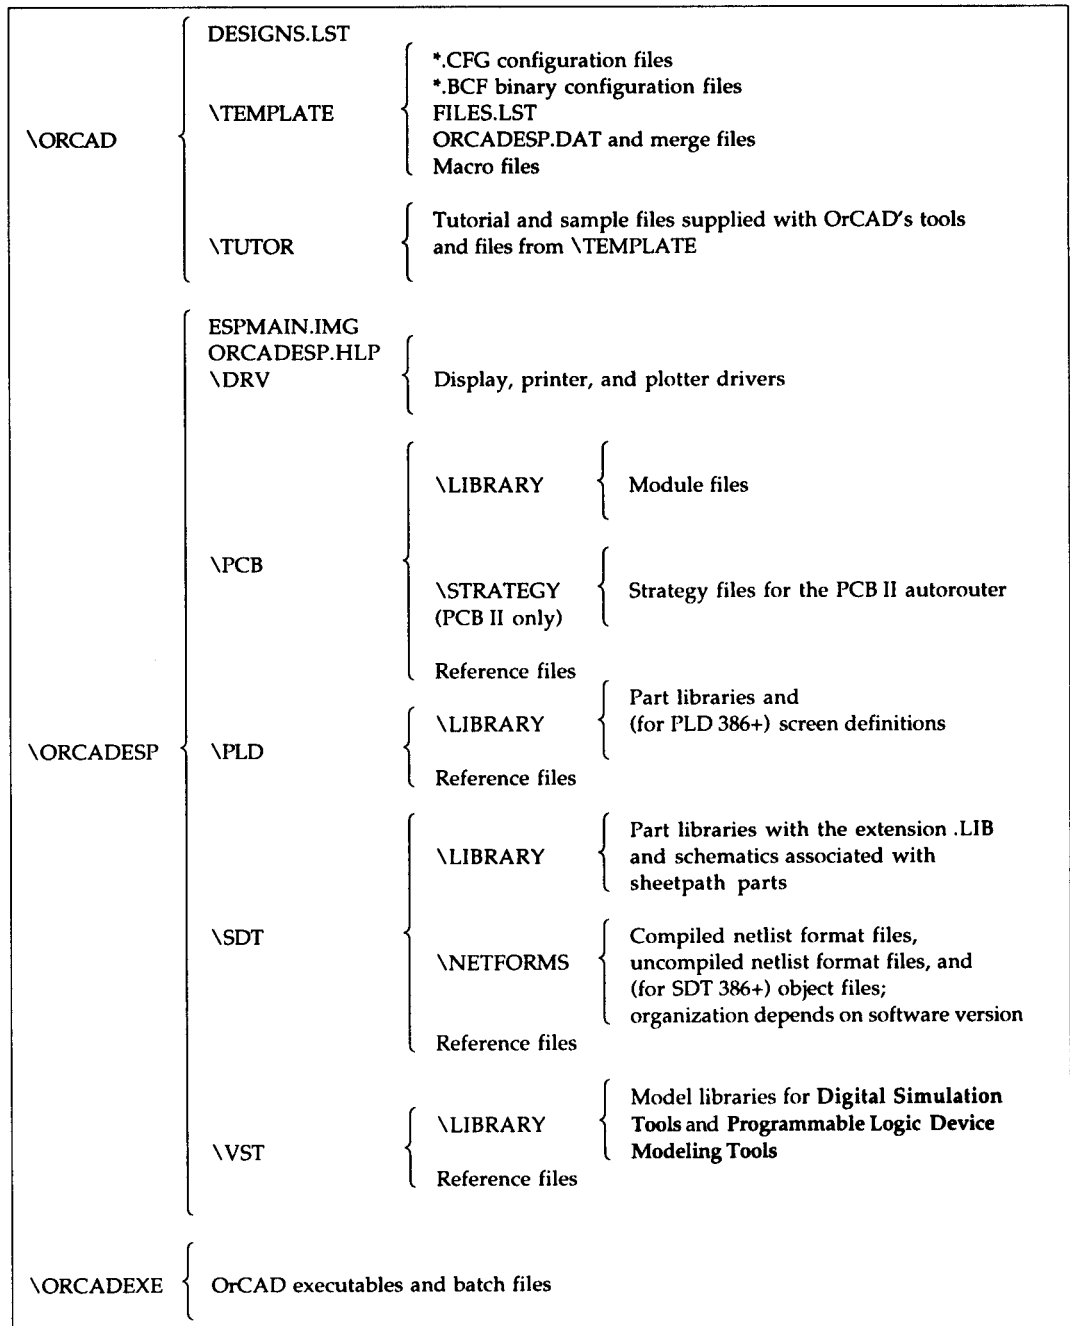 DESIGNS.LST
\ORCAD
\TEMPLATE
*.CFG configuration files
*.BCF binary configuration files
FILES.LST
ORCADESP.DAT and merge files
Macro files
\TUTOR
Tutorial and sample files supplied with OrCAD's tools
and files from \TEMPLATE
\ORCADESP
ESPMAIN.IMG
ORCADESP.HLP
\DRV
Display, printer, and plotter drivers
\PCB
\LIBRARY
Module files
\STRATEGY
(PCB II only)
Strategy files for the PCB II autorouter
Reference files
\PLD
\LIBRARY
Part libraries and
(for PLD 386+) screen definitions
Reference files
\SDT
\LIBRARY
Part libraries with the extension .LIB
and schematics associated with
sheetpath parts
\NETFORMS
Compiled netlist format files,
uncompiled netlist format files, and
(for SDT 386+) object files;
organization depends on software version
Reference files
\VST
\LIBRARY
Model libraries for Digital Simulation
Tools and Programmable Logic Device
Modeling Tools
Reference files
\ORCADEXE
OrCAD executables and batch files